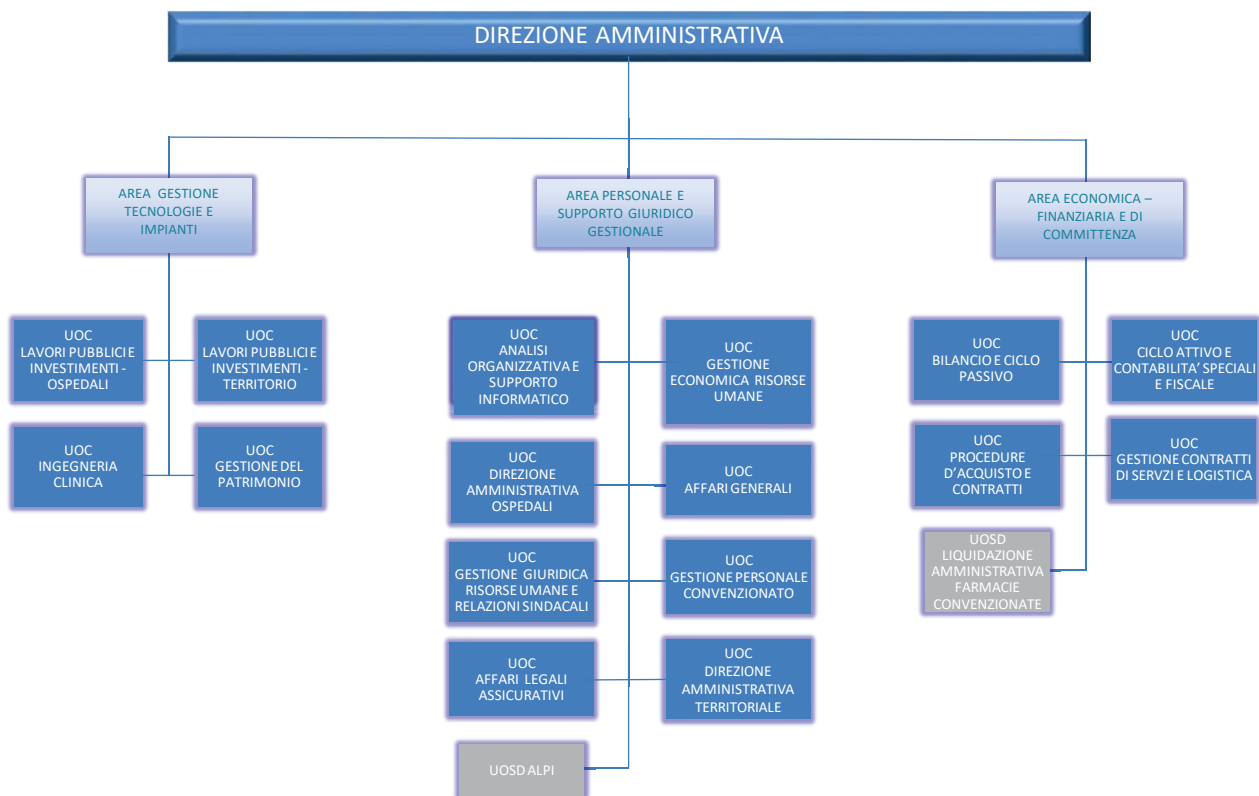 DIREZIONE AMMINISTRATIVA
AREA GESTIONE
TECNOLOGIE E
IMPIANTI
AREA PERSONALE E
SUPPORTO GIURIDICO
GESTIONALE
AREA ECONOMICA –
FINANZIARIA E DI
COMMITTENZA
UOC
LAVORI PUBBLICI E
INVESTIMENTI -
OSPEDALI
UOC
LAVORI PUBBLICI E
INVESTIMENTI -
TERRITORIO
UOC
INGEGNERIA
CLINICA
UOC
GESTIONE DEL
PATRIMONIO
UOC
ANALISI
ORGANIZZATIVA E
SUPPORTO
INFORMATICO
UOC
GESTIONE
ECONOMICA RISORSE
UMANE
UOC
DIREZIONE
AMMINISTRATIVA
OSPEDALI
UOC
AFFARI GENERALI
UOC
GESTIONE GIURIDICA
RISORSE UMANE E
RELAZIONI SINDACALI
UOC
GESTIONE PERSONALE
CONVENZIONATO
UOC
AFFARI LEGALI
ASSICURATIVI
UOC
DIREZIONE
AMMINISTRATIVA
TERRITORIALE
UOSD ALPI
UOC
BILANCIO E CICLO
PASSIVO
UOC
CICLO ATTIVO E
CONTABILITA' SPECIALI
E FISCALE
UOC
PROCEDURE
D'ACQUISTO E
CONTRATTI
UOC
GESTIONE CONTRATTI
DI SERVZI E LOGISTICA
UOSD
LIQUIDAZIONE
AMMINISTRATIVA
FARMACIE
CONVENZIONATE